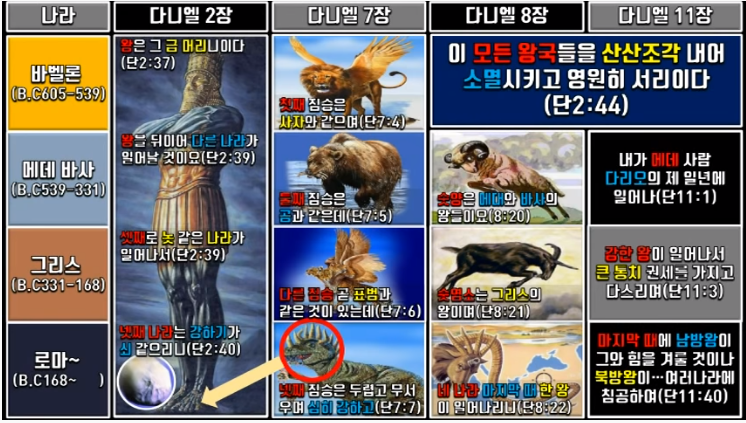 나라
다니엘 2장
다니엘 7장
다니엘 8장
다니엘 11장
바벨론
(B.C605-539)
왕은 그 금 머리니이다
(단2:37)
첫째 짐승은
사자와 같으며(단7:4)
이 모든 왕국들을 산산조각 내어
소멸시키고 영원히 서리이다
(단2:44)
메데 바사
(B.C539-331)
왕을 뒤이어 다른 나라가
일어날 것이요(단2:39)
둘째 짐승은
곰과 같은데(단7:5)
숫양은 메대와 바사의
왕들이요(8:20)
내가 메데 사람
다리오의 제 일년에
일어나(단11:1)
그리스
(B.C331-168)
셋째로 놋 같은 나라가
일어나서(단2:39)
다른 짐승 곧 표범과
같은 것이 있는데(단7:6)
숫염소는 그리스의
왕이며(단8:21)
강한 왕이 일어나서
큰 통치 권세를 가지고
다스리며(단11:3)
로마~
(B.C168~ )
넷째 나라는 강하기가
쇠 같으리니(단2:40)
넷째 짐승은 두렵고 무서
우며 심히 강하고(단7:7)
네 나라 마지막 때 한 왕
이 일어나리니(단8:22)
마지막 때에 남방왕이
그와 힘을 겨룰 것이나
북방왕이…여러나라에
침공하며(단11:40)